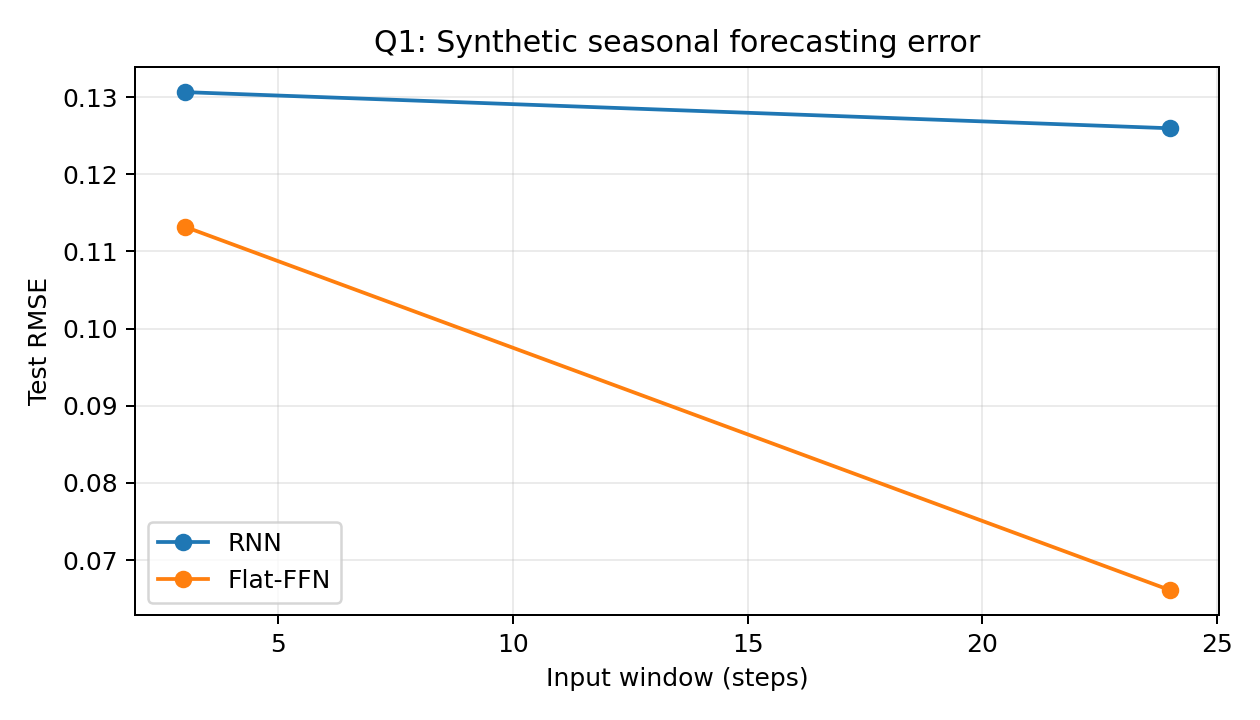 Q1: Synthetic seasonal forecasting error
0.13
0.12
0.11
0.10
0.09
0.08
0.07
Test RMSE
RNN
Flat-FFN
5 10 15 20 25
Input window (steps)